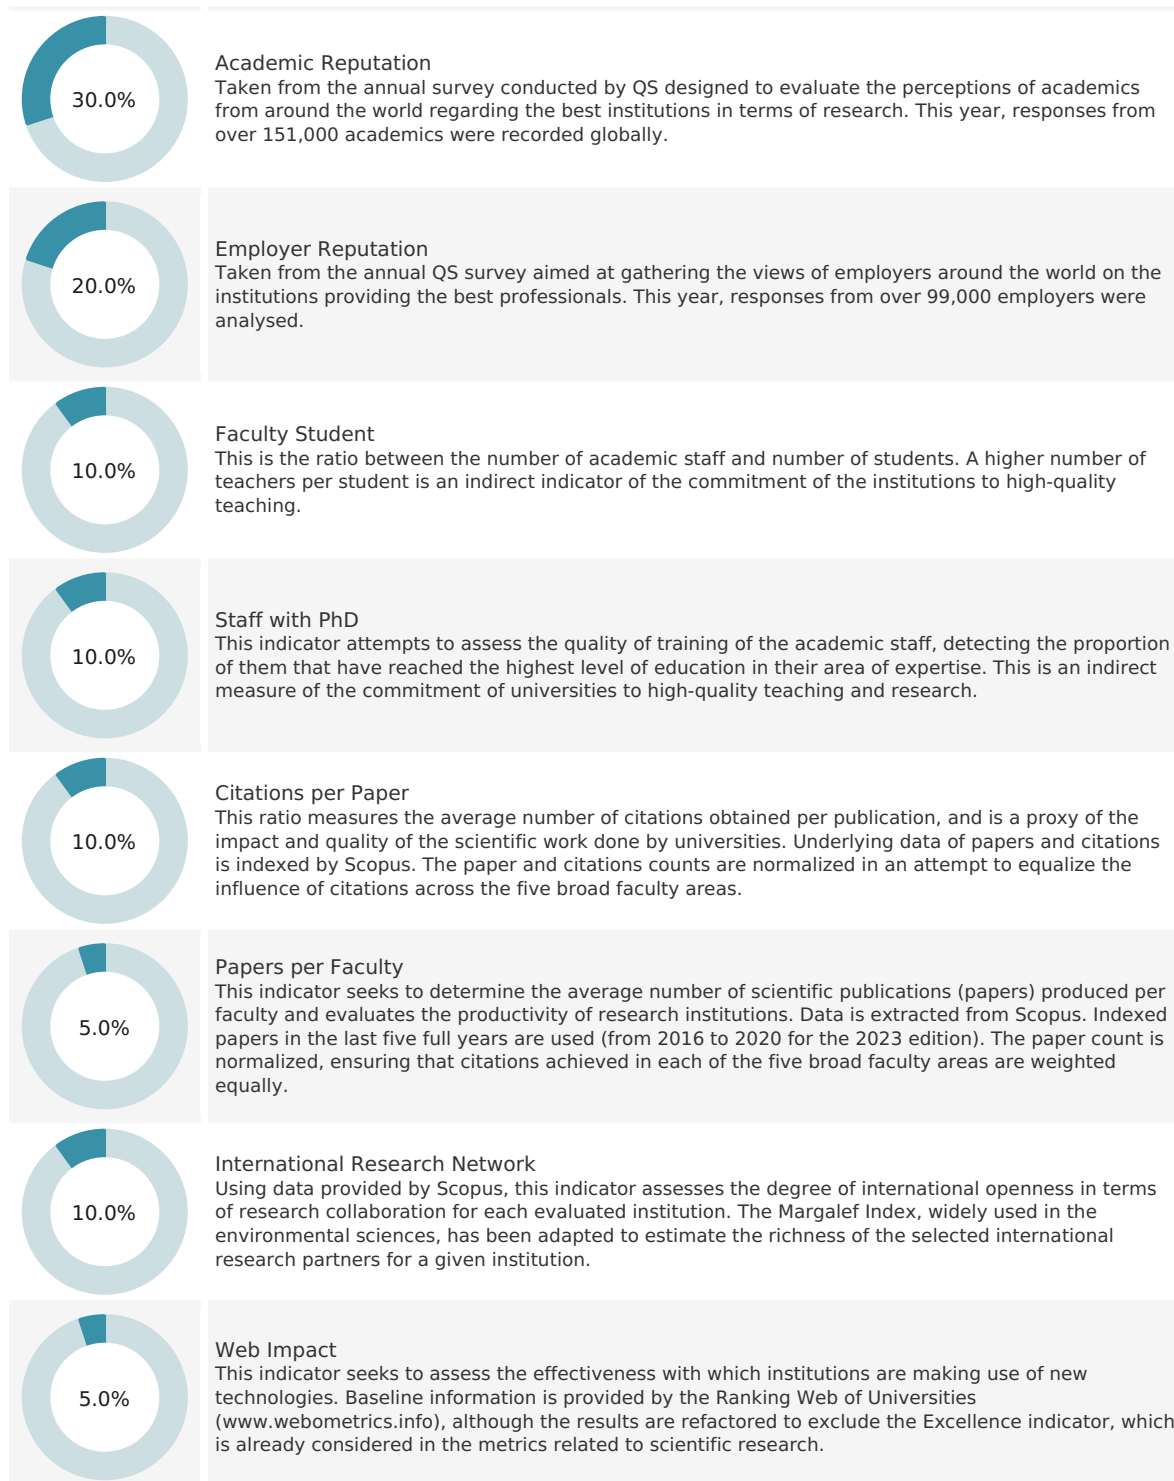 30.0%
Academic Reputation
Taken from the annual survey conducted by QS designed to evaluate the perceptions of academics
from around the world regarding the best institutions in terms of research. This year, responses from
over 151,000 academics were recorded globally.
20.0%
Employer Reputation
Taken from the annual QS survey aimed at gathering the views of employers around the world on the
institutions providing the best professionals. This year, responses from over 99,000 employers were
analysed.
10.0%
Faculty Student
This is the ratio between the number of academic staff and number of students. A higher number of
teachers per student is an indirect indicator of the commitment of the institutions to high-quality
teaching.
10.0%
Staff with PhD
This indicator attempts to assess the quality of training of the academic staff, detecting the proportion
of them that have reached the highest level of education in their area of expertise. This is an indirect
measure of the commitment of universities to high-quality teaching and research.
10.0%
Citations per Paper
This ratio measures the average number of citations obtained per publication, and is a proxy of the
impact and quality of the scientific work done by universities. Underlying data of papers and citations
is indexed by Scopus. The paper and citations counts are normalized in an attempt to equalize the
influence of citations across the five broad faculty areas.
5.0%
Papers per Faculty
This indicator seeks to determine the average number of scientific publications (papers) produced per
faculty and evaluates the productivity of research institutions. Data is extracted from Scopus. Indexed
papers in the last five full years are used (from 2016 to 2020 for the 2023 edition). The paper count is
normalized, ensuring that citations achieved in each of the five broad faculty areas are weighted
equally.
10.0%
International Research Network
Using data provided by Scopus, this indicator assesses the degree of international openness in terms
of research collaboration for each evaluated institution. The Margalef Index, widely used in the
environmental sciences, has been adapted to estimate the richness of the selected international
research partners for a given institution.
5.0%
Web Impact
This indicator seeks to assess the effectiveness with which institutions are making use of new
technologies. Baseline information is provided by the Ranking Web of Universities
(www.webometrics.info), although the results are refactored to exclude the Excellence indicator, which
is already considered in the metrics related to scientific research.